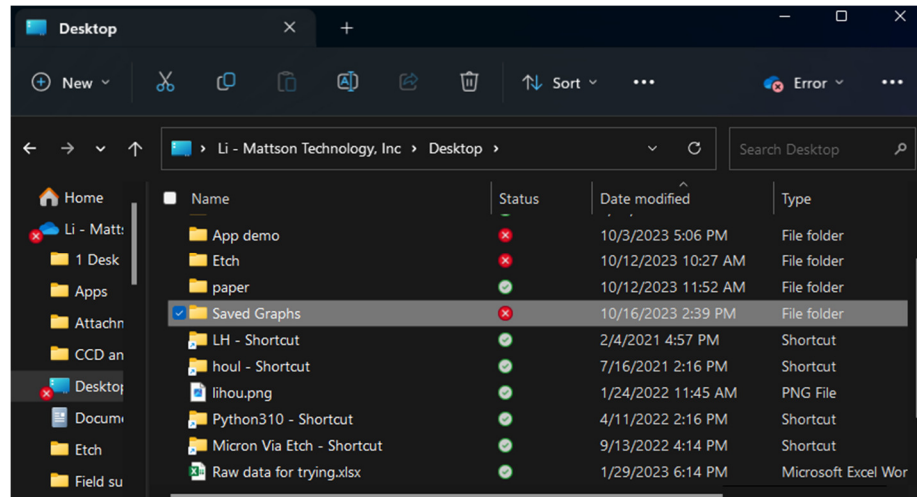 Desktop
New
Sort
Error
Li - Mattson Technology, Inc > Desktop >
Search Desktop
Home
Li - Matt
1 Desk
Apps
Attachn
CCD an
Desktop
Docum
Etch
Field su
Name Status Date modified Type
App demo 10/3/2023 5:06 PM File folder
Etch 10/12/2023 10:27 AM File folder
paper 10/12/2023 11:52 AM File folder
Saved Graphs 10/16/2023 2:39 PM File folder
LH - Shortcut 2/4/2021 4:57 PM Shortcut
houl - Shortcut 7/16/2021 2:16 PM Shortcut
lihou.png 1/24/2022 11:45 AM PNG File
Python310 - Shortcut 4/11/2022 2:16 PM Shortcut
Micron Via Etch - Shortcut 9/13/2022 4:14 PM Shortcut
Raw data for trying.xlsx 1/29/2023 6:14 PM Microsoft Excel Wor